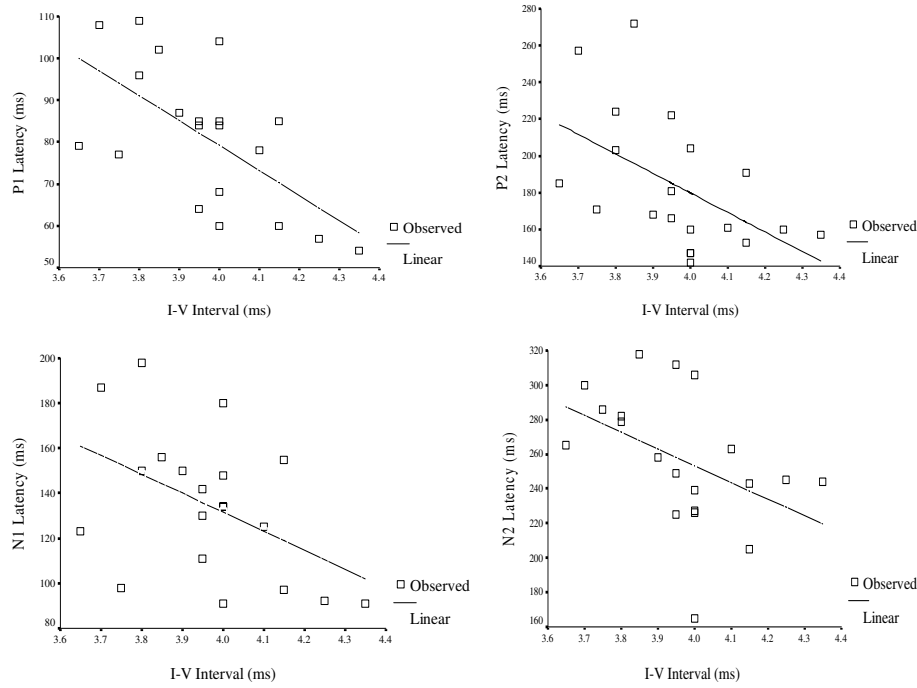 110
100
90
80
70
60
50
P1 Latency (ms)
3.6 3.7 3.8 3.9 4.0 4.1 4.2 4.3 4.4
I-V Interval (ms)
Observed
Linear
280
260
240
220
200
180
160
140
P2 Latency (ms)
3.6 3.7 3.8 3.9 4.0 4.1 4.2 4.3 4.4
I-V Interval (ms)
Observed
Linear
200
180
160
140
120
100
80
N1 Latency (ms)
3.6 3.7 3.8 3.9 4.0 4.1 4.2 4.3 4.4
I-V Interval (ms)
Observed
Linear
320
300
280
260
240
220
200
180
160
N2 Latency (ms)
3.6 3.7 3.8 3.9 4.0 4.1 4.2 4.3 4.4
I-V Interval (ms)
Observed
Linear